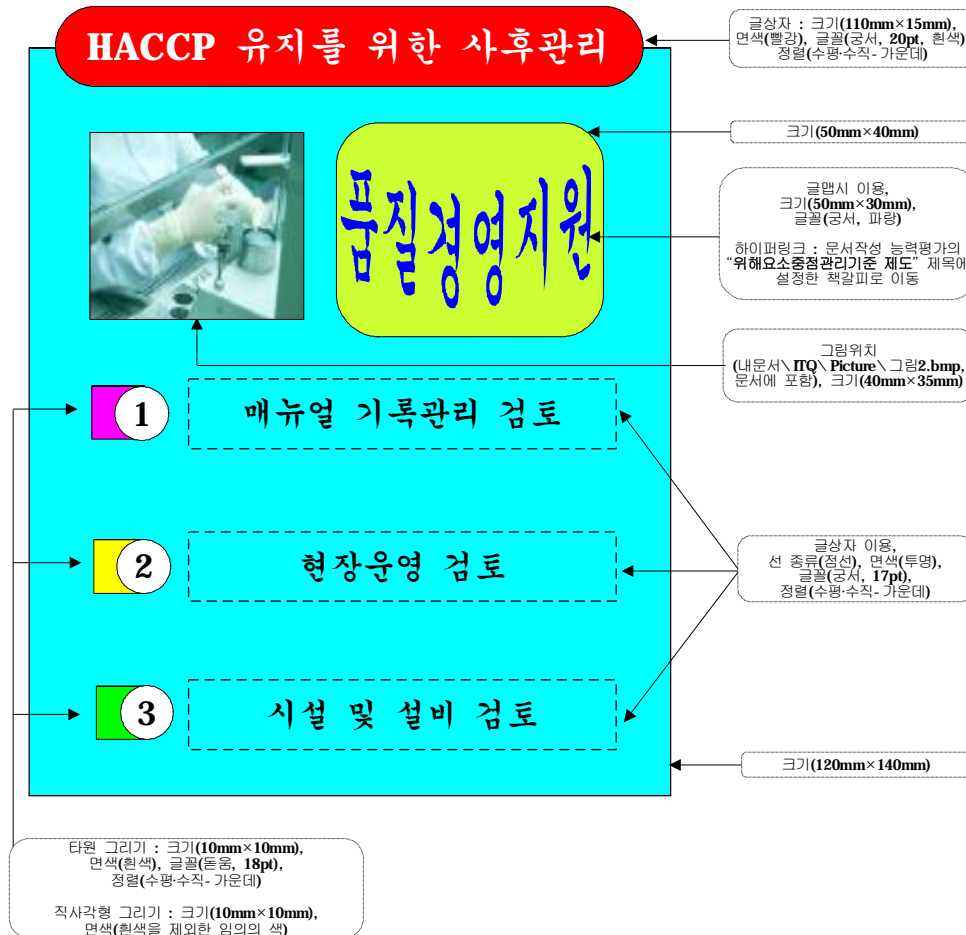 HACCP 유지를 위한 사후관리
글상자 : 크기(110mm×15mm),
면색(빨강), 글꼴(궁서, 20pt, 흰색)
정렬(수평·수직-가운데)
크기(50mm×40mm)
품질경영지원
글맵시 이용,
크기(50mm×30mm),
글꼴(궁서, 파랑)
하이퍼링크 : 문서작성 능력평가의
“위해요소중점관리기준 제도” 제목에
설정한 책갈피로 이동
그림위치
(내문서\ITQ\Picture\그림2.bmp,
문서에 포함), 크기(40mm×35mm)
1 매뉴얼 기록관리 검토
2 현장운영 검토
글상자 이용,
선 종류(점선), 면색(투명),
글꼴(궁서, 17pt),
정렬(수평·수직-가운데)
3 시설 및 설비 검토
크기(120mm×140mm)
타원 그리기 : 크기(10mm×10mm),
면색(흰색), 글꼴(돋움, 18pt),
정렬(수평·수직-가운데)
직사각형 그리기 : 크기(10mm×10mm),
면색(흰색을 제외한 임의의 색)